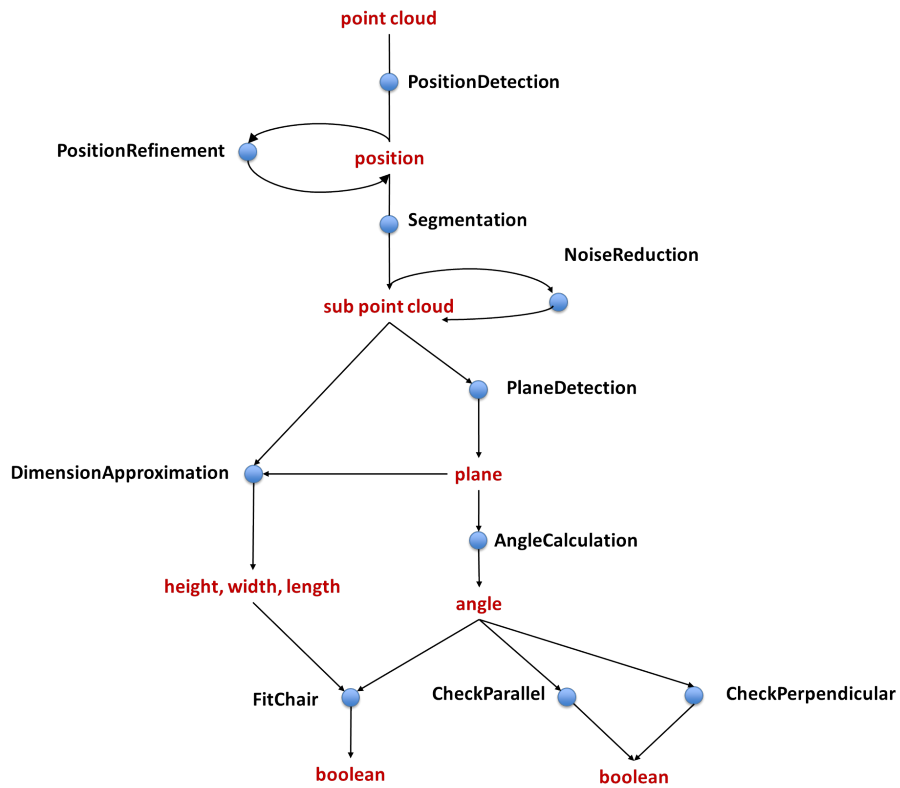 point cloud
PositionDetection
PositionRefinement
position
Segmentation
NoiseReduction
sub point cloud
PlaneDetection
DimensionApproximation
plane
AngleCalculation
height, width, length
angle
FitChair
CheckParallel
CheckPerpendicular
boolean
boolean